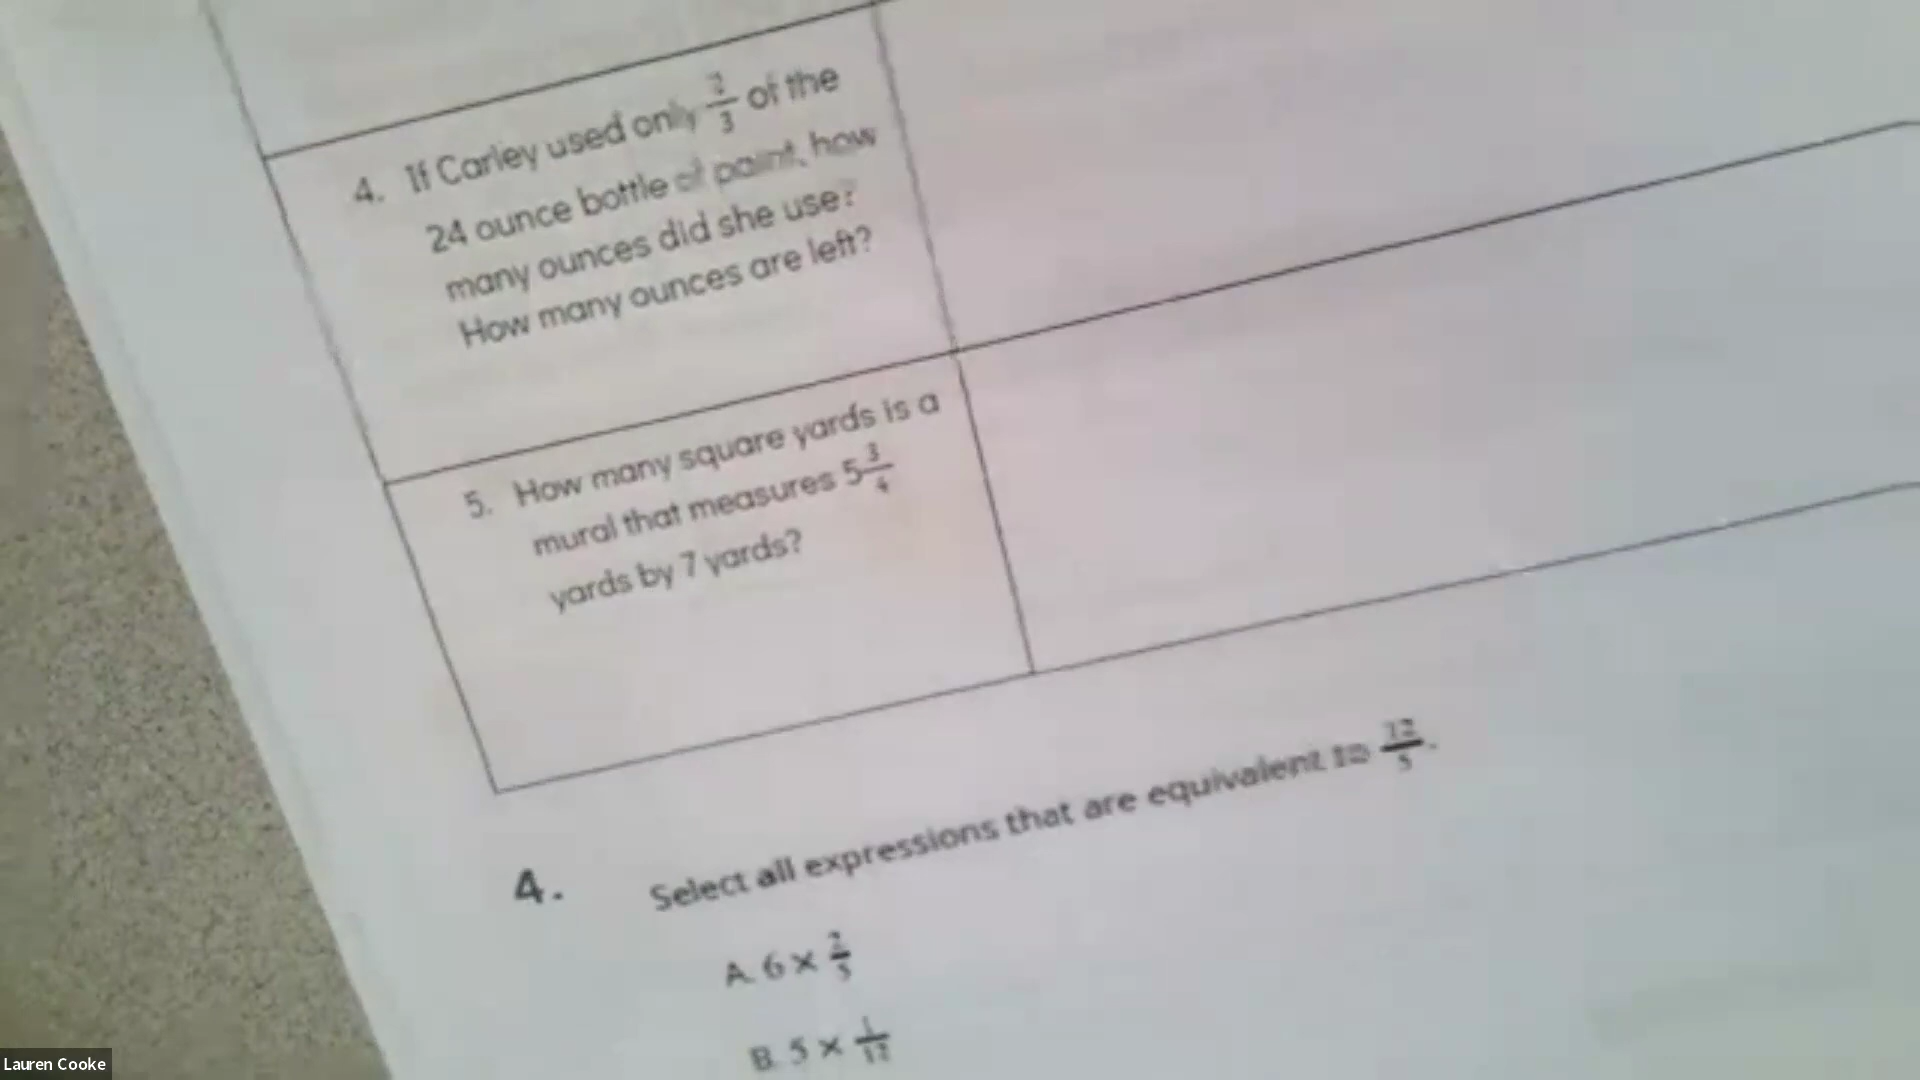 4. If Carley used only 2/3 of the
24 ounce bottle of paint, how
many ounces did she use?
How many ounces are left?
5. How many square yards is a
mural that measures 5 3/4
yards by 7 yards?
4. Select all expressions that are equivalent to 12/5.
A. 6 × 2/5
B. 5 × 1/12
Lauren Cooke